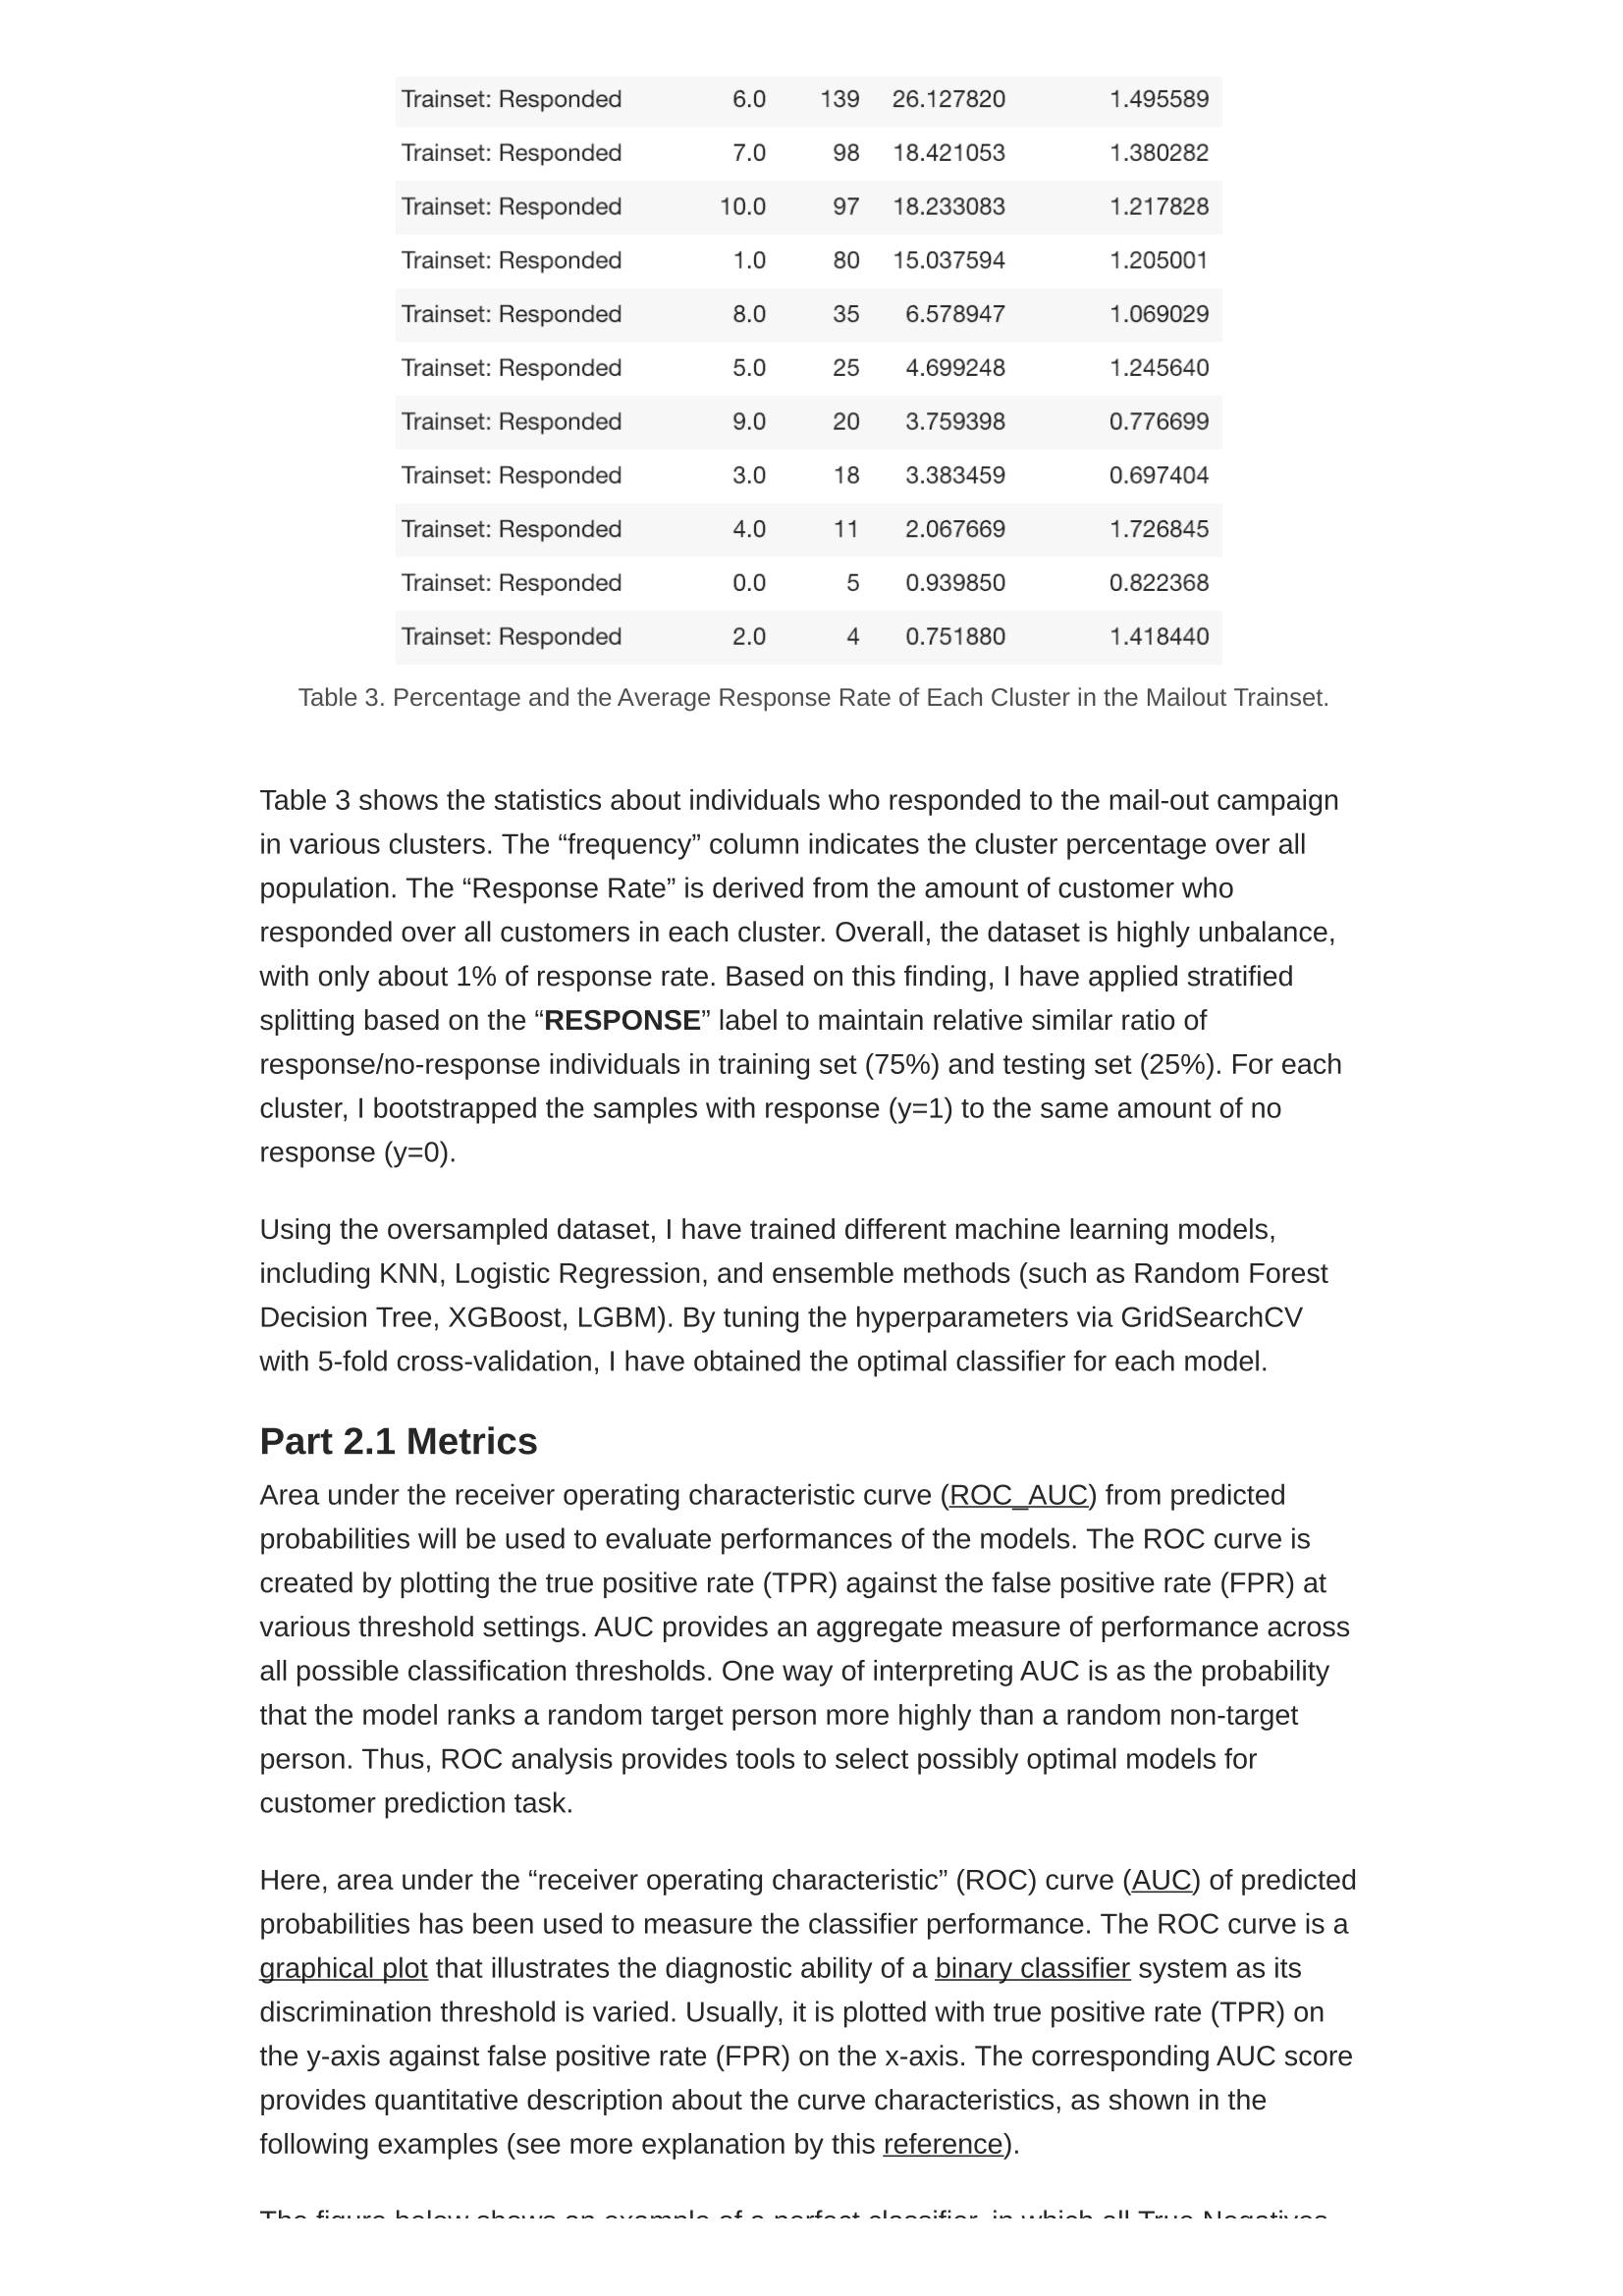 Trainset: Responded 6.0 139 26.127820 1.495589
Trainset: Responded 7.0 98 18.421053 1.380282
Trainset: Responded 10.0 97 18.233083 1.217828
Trainset: Responded 1.0 80 15.037594 1.205001
Trainset: Responded 8.0 35 6.578947 1.069029
Trainset: Responded 5.0 25 4.699248 1.245640
Trainset: Responded 9.0 20 3.759398 0.776699
Trainset: Responded 3.0 18 3.383459 0.697404
Trainset: Responded 4.0 11 2.067669 1.726845
Trainset: Responded 0.0 5 0.939850 0.822368
Trainset: Responded 2.0 4 0.751880 1.418440
Table 3. Percentage and the Average Response Rate of Each Cluster in the Mailout Trainset.
Table 3 shows the statistics about individuals who responded to the mail-out campaign
in various clusters. The “frequency” column indicates the cluster percentage over all
population. The “Response Rate” is derived from the amount of customer who
responded over all customers in each cluster. Overall, the dataset is highly unbalance,
with only about 1% of response rate. Based on this finding, I have applied stratified
splitting based on the “RESPONSE” label to maintain relative similar ratio of
response/no-response individuals in training set (75%) and testing set (25%). For each
cluster, I bootstrapped the samples with response (y=1) to the same amount of no
response (y=0).
Using the oversampled dataset, I have trained different machine learning models,
including KNN, Logistic Regression, and ensemble methods (such as Random Forest
Decision Tree, XGBoost, LGBM). By tuning the hyperparameters via GridSearchCV
with 5-fold cross-validation, I have obtained the optimal classifier for each model.
Part 2.1 Metrics
Area under the receiver operating characteristic curve (ROC_AUC) from predicted
probabilities will be used to evaluate performances of the models. The ROC curve is
created by plotting the true positive rate (TPR) against the false positive rate (FPR) at
various threshold settings. AUC provides an aggregate measure of performance across
all possible classification thresholds. One way of interpreting AUC is as the probability
that the model ranks a random target person more highly than a random non-target
person. Thus, ROC analysis provides tools to select possibly optimal models for
customer prediction task.
Here, area under the “receiver operating characteristic” (ROC) curve (AUC) of predicted
probabilities has been used to measure the classifier performance. The ROC curve is a
graphical plot that illustrates the diagnostic ability of a binary classifier system as its
discrimination threshold is varied. Usually, it is plotted with true positive rate (TPR) on
the y-axis against false positive rate (FPR) on the x-axis. The corresponding AUC score
provides quantitative description about the curve characteristics, as shown in the
following examples (see more explanation by this reference).
The figure below shows an example of a perfect classifier, in which all True Negatives